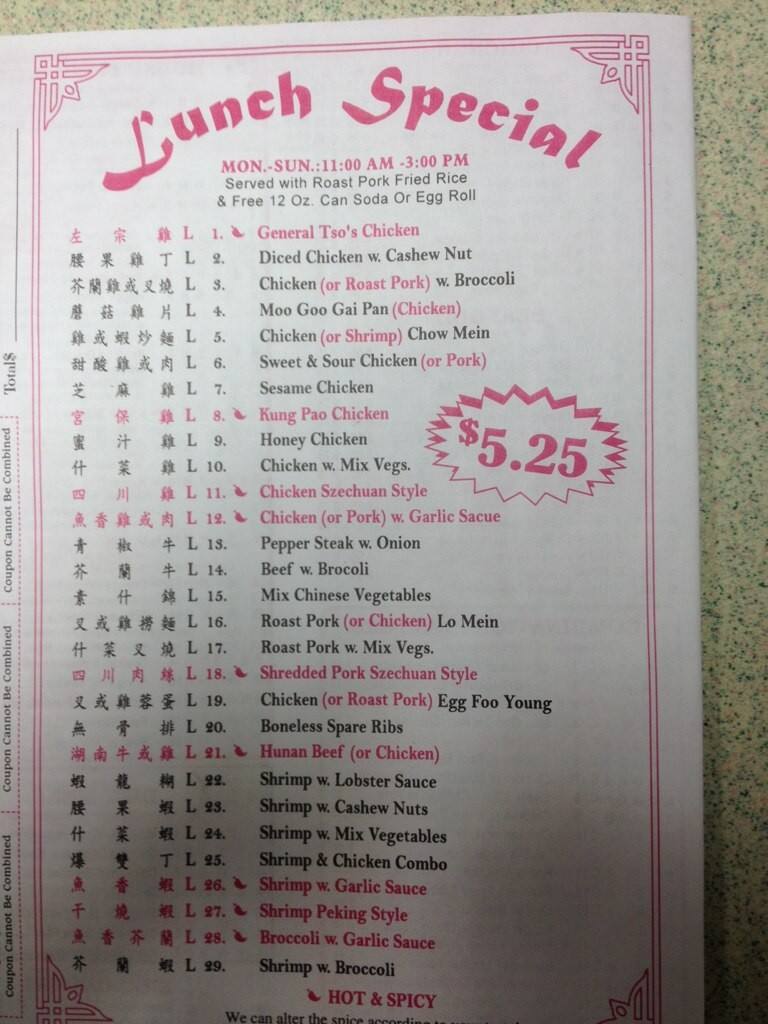 Lunch Special
MON.-SUN.:11:00 AM -3:00 PM
Served with Roast Pork Fried Rice
& Free 12 Oz. Can Soda Or Egg Roll
左宗雞 L 1. General Tso's Chicken
腰果雞丁 L 2. Diced Chicken w. Cashew Nut
芥蘭雞或叉燒 L 3. Chicken (or Roast Pork) w. Broccoli
蘑菇雞片 L 4. Moo Goo Gai Pan (Chicken)
雞或蝦炒麵 L 5. Chicken (or Shrimp) Chow Mein
甜酸雞或肉 L 6. Sweet & Sour Chicken (or Pork)
芝麻雞 L 7. Sesame Chicken
宮保雞 L 8. Kung Pao Chicken
蜜汁雞 L 9. Honey Chicken
什菜雞 L 10. Chicken w. Mix Vegs.
四川雞 L 11. Chicken Szechuan Style
魚香雞或肉 L 12. Chicken (or Pork) w. Garlic Sacue
青椒牛 L 13. Pepper Steak w. Onion
芥蘭牛 L 14. Beef w. Brocoli
素什錦 L 15. Mix Chinese Vegetables
叉或雞撈麵 L 16. Roast Pork (or Chicken) Lo Mein
什菜叉燒 L 17. Roast Pork w. Mix Vegs.
四川肉絲 L 18. Shredded Pork Szechuan Style
叉或雞蓉蛋 L 19. Chicken (or Roast Pork) Egg Foo Young
無骨排 L 20. Boneless Spare Ribs
湖南牛或雞 L 21. Hunan Beef (or Chicken)
蝦龍糊 L 22. Shrimp w. Lobster Sauce
腰果蝦 L 23. Shrimp w. Cashew Nuts
什菜蝦 L 24. Shrimp w. Mix Vegetables
爆雙丁 L 25. Shrimp & Chicken Combo
魚香蝦 L 26. Shrimp w. Garlic Sauce
干燒蝦 L 27. Shrimp Peking Style
魚香芥蘭 L 28. Broccoli w. Garlic Sauce
芥蘭蝦 L 29. Shrimp w. Broccoli
$5.25
HOT & SPICY
We can alter the spice according to
Total$
Coupon Cannot Be Combined
Coupon Cannot Be Combined
Coupon Cannot Be Combined